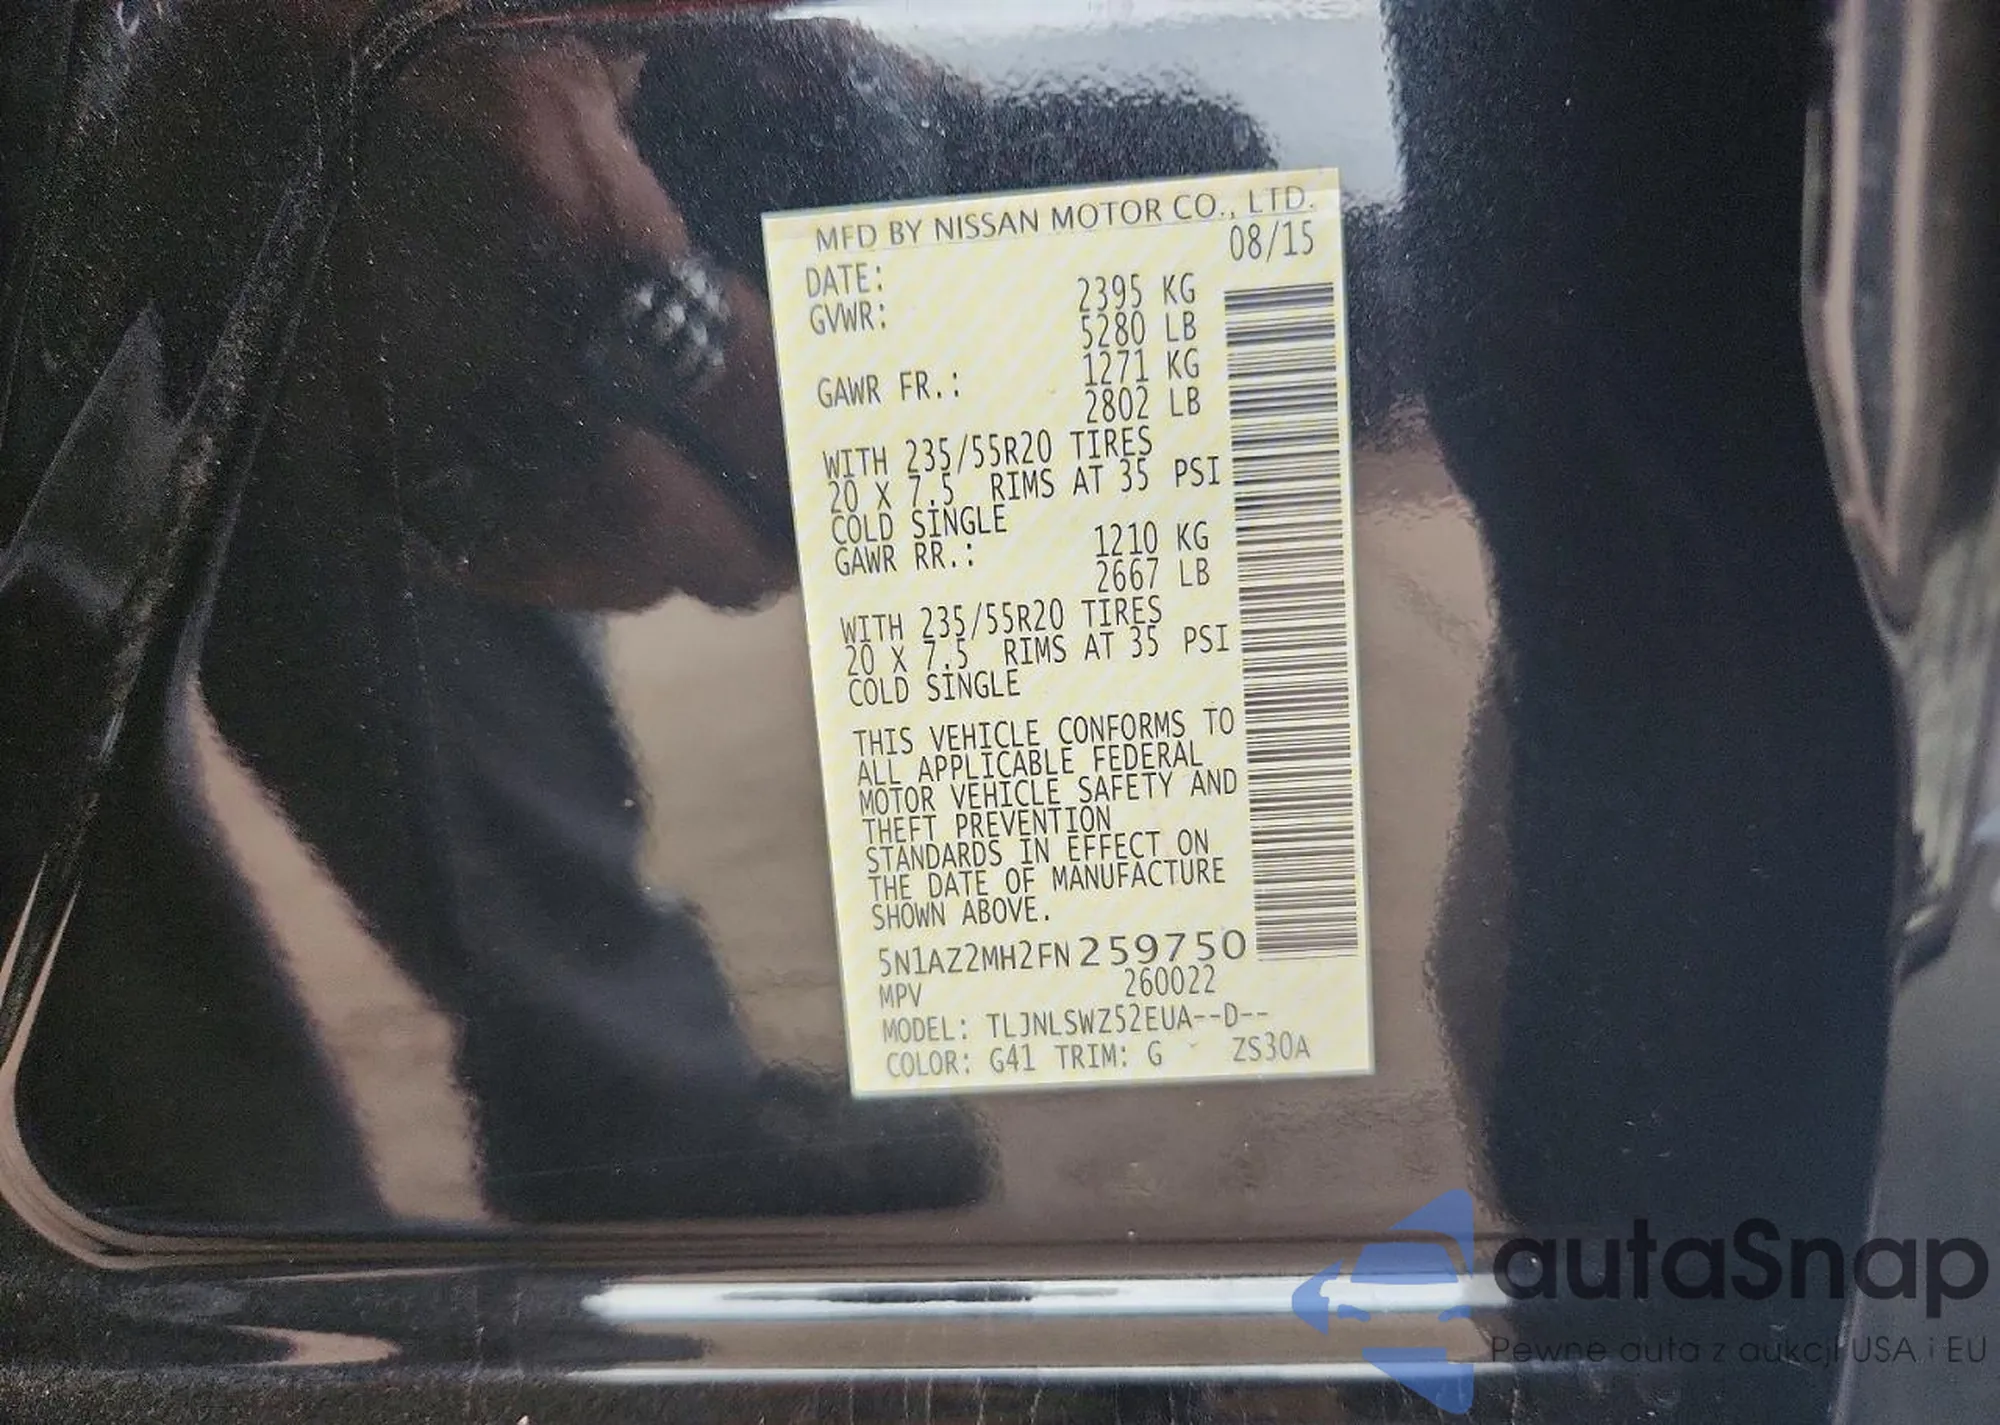 MFD BY NISSAN MOTOR CO., LTD.
DATE: 08/15
GVWR: 2395 KG
5280 LB
GAWR FR.: 1271 KG
2802 LB
WITH 235/55R20 TIRES
20 X 7.5 RIMS AT 35 PSI
COLD SINGLE
GAWR RR.: 1210 KG
2667 LB
WITH 235/55R20 TIRES
20 X 7.5 RIMS AT 35 PSI
COLD SINGLE
THIS VEHICLE CONFORMS TO
ALL APPLICABLE FEDERAL
MOTOR VEHICLE SAFETY AND
THEFT PREVENTION
STANDARDS IN EFFECT ON
THE DATE OF MANUFACTURE
SHOWN ABOVE.
5N1AZ2MH2FN259750
MPV 260022
MODEL: TLJNLSWZ52EUA--D--
COLOR: G41 TRIM: G ZS30A
autaSnap
Pewne auta z aukcji USA i EU